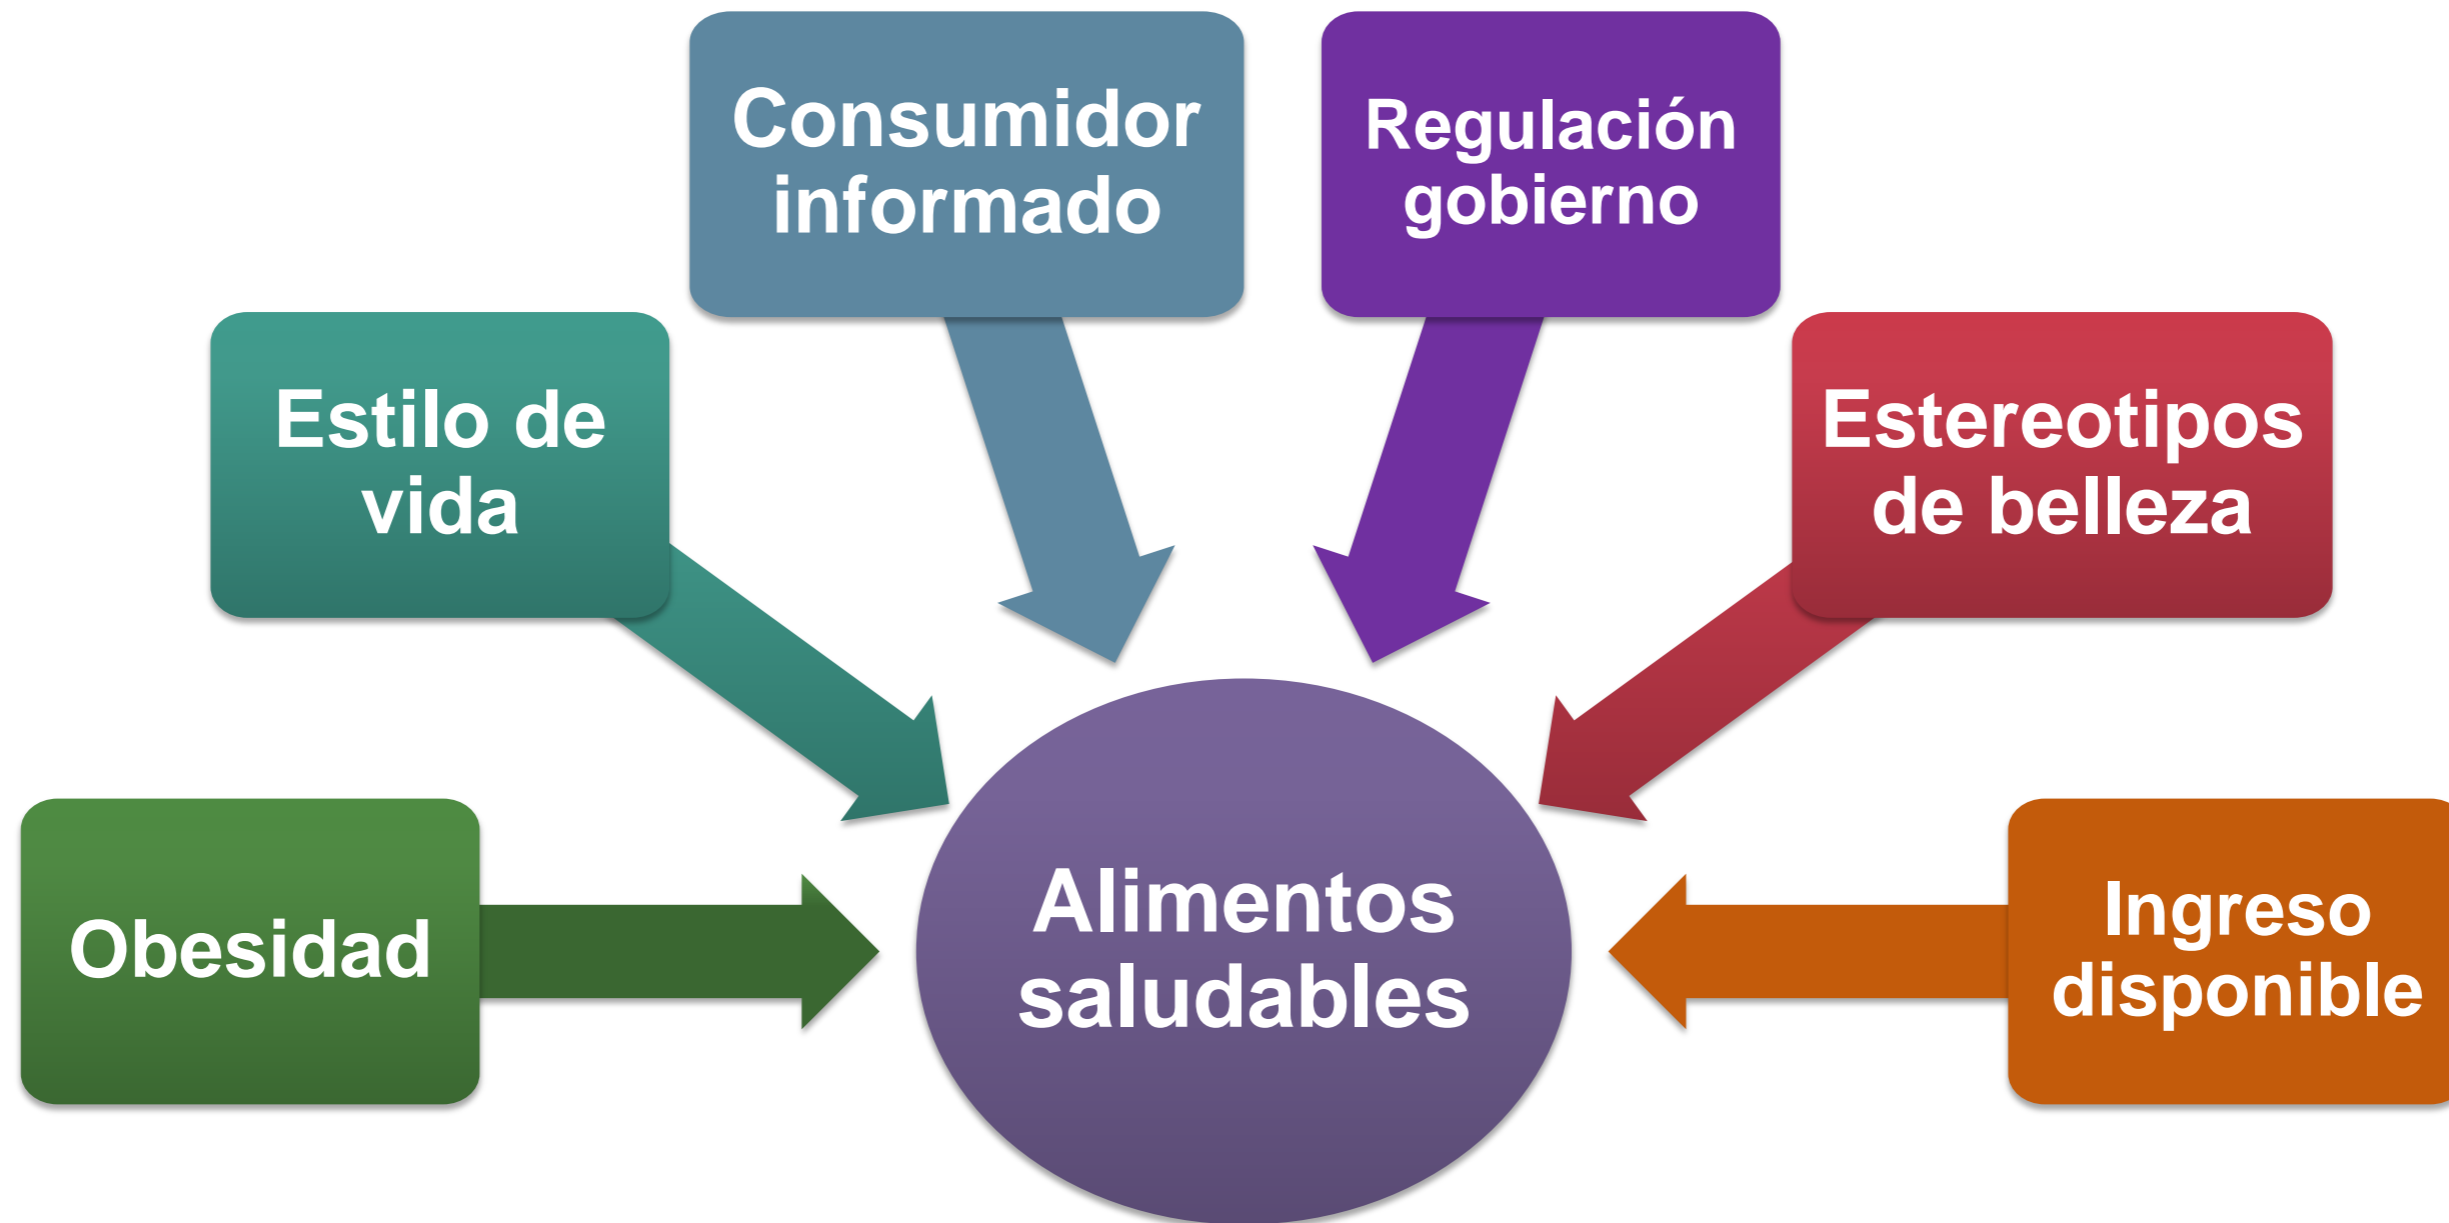 Consumidor
informado
Regulación
gobierno
Estilo de
vida
Estereotipos
de belleza
Obesidad
Alimentos
saludables
Ingreso
disponible